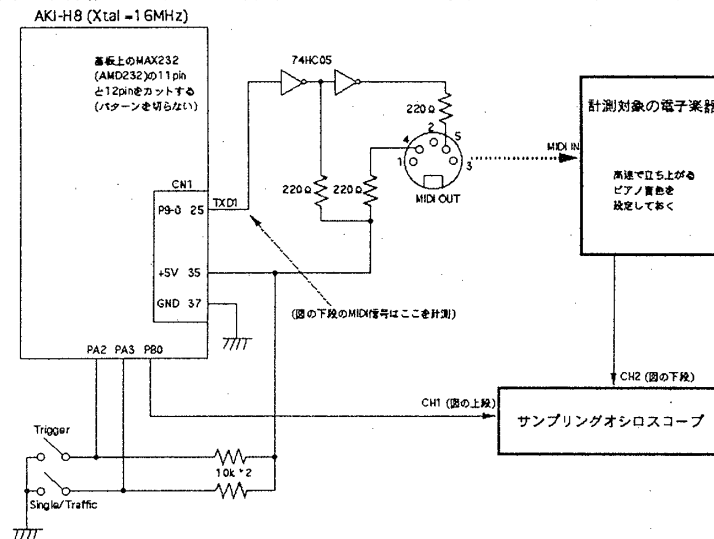 AKI-H8 (Xtal=16MHz)
基板上のMAX232
(AMD232)の11pin
と12pinをカットする
(パターンを切らない)
74HC05
220Ω
2
4
5
1
3
MIDI OUT
MIDI IN
計測対象の電子楽器
高速で立ち上がる
ピアノ音色を
設定しておく
CN1
P9-0 25
TXD1
220Ω
220Ω
+5V 35
GND 37
(図の下段のMIDI信号はここを計測)
PA2 PA3 PB0
CH2 (図の下段)
CH1 (図の上段)
サンプリングオシロスコープ
Trigger
10k*2
Single/Traffic